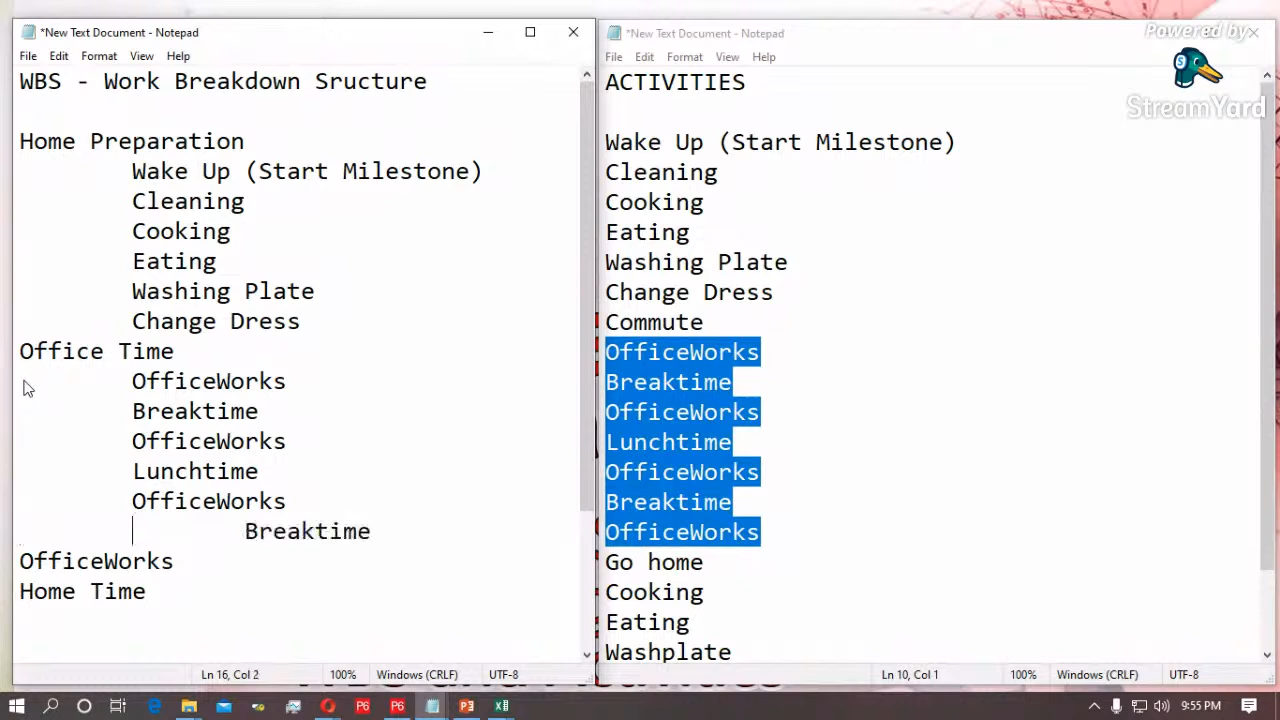 *New Text Document - Notepad
File Edit Format View Help
WBS - Work Breakdown Sructure
Home Preparation
Wake Up (Start Milestone)
Cleaning
Cooking
Eating
Washing Plate
Change Dress
Office Time
OfficeWorks
Breaktime
OfficeWorks
Lunchtime
OfficeWorks
Breaktime
OfficeWorks
Home Time
Ln 16, Col 2 100% Windows (CRLF) UTF-8
*New Text Document - Notepad
File Edit Format View Help
Powered by
StreamYard
ACTIVITIES
Wake Up (Start Milestone)
Cleaning
Cooking
Eating
Washing Plate
Change Dress
Commute
OfficeWorks
Breaktime
OfficeWorks
Lunchtime
OfficeWorks
Breaktime
OfficeWorks
Go home
Cooking
Eating
Washplate
Ln 10, Col 1 100% Windows (CRLF) UTF-8
P6 P6
9:55 PM